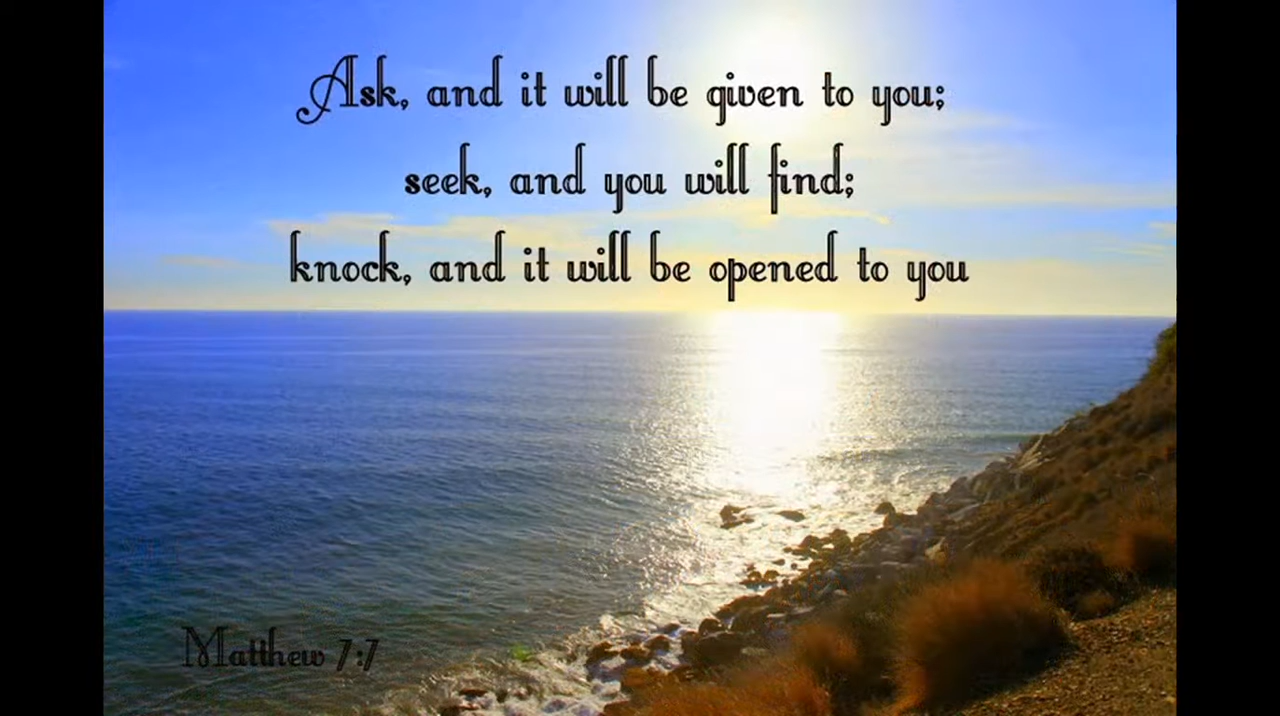 Ask, and it will be given to you;
seek, and you will find;
knock, and it will be opened to you
Matthew 7:7